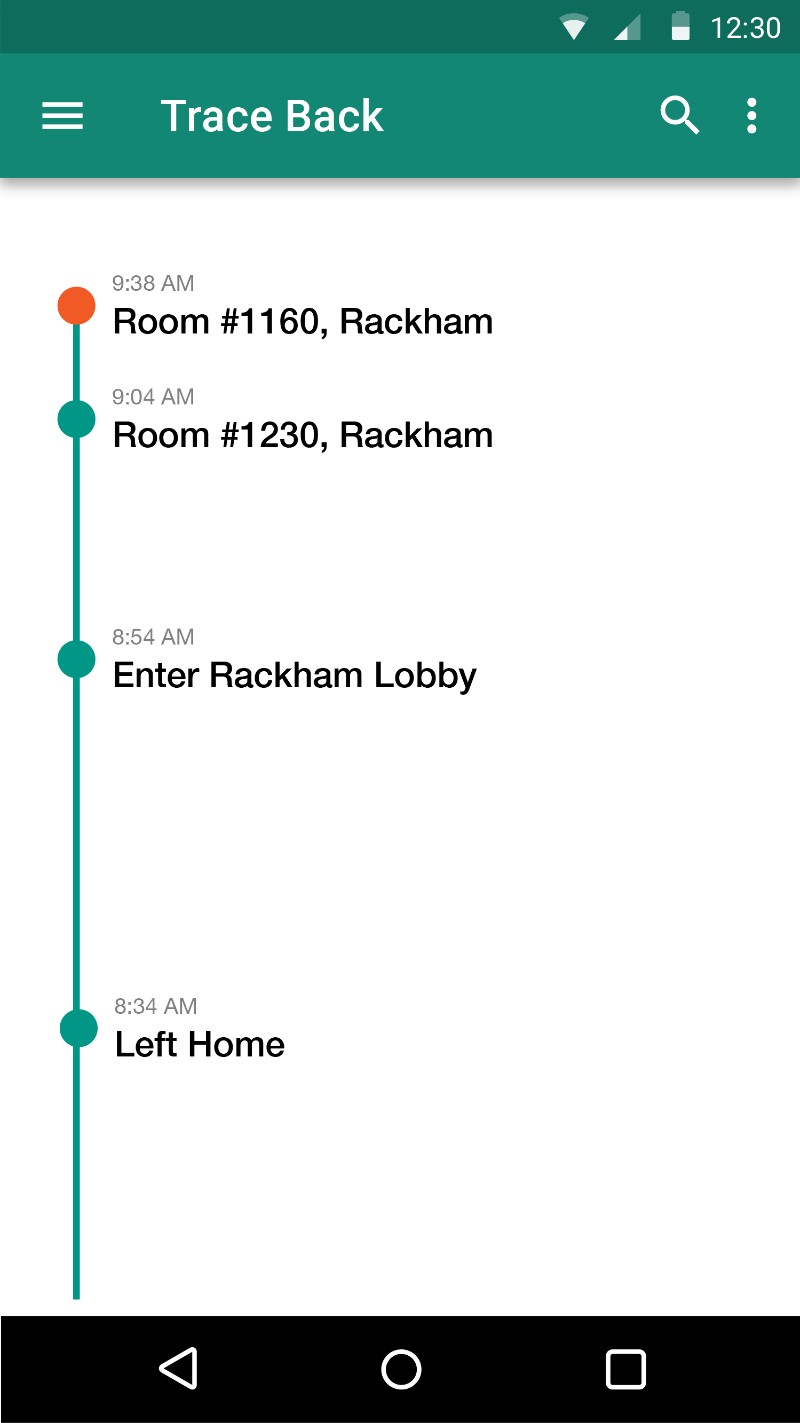 12:30
Trace Back
9:38 AM
Room #1160, Rackham
9:04 AM
Room #1230, Rackham
8:54 AM
Enter Rackham Lobby
8:34 AM
Left Home